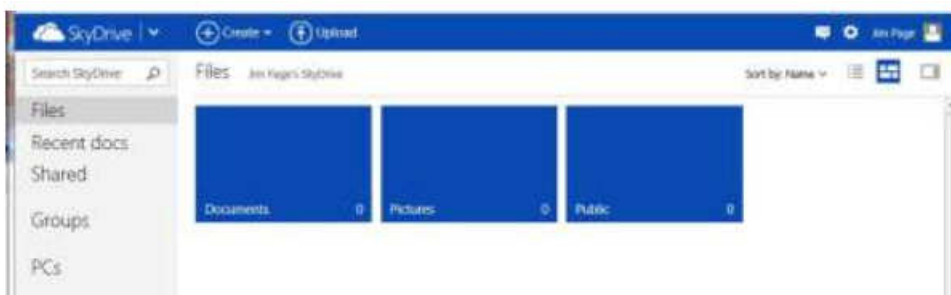 SkyDrive Create Upload Jim Page
Search SkyDrive Files Jim Page's SkyDrive Sort by: Name
Files
Recent docs
Shared
Documents 0 Pictures 0 Public 0
Groups
PCs